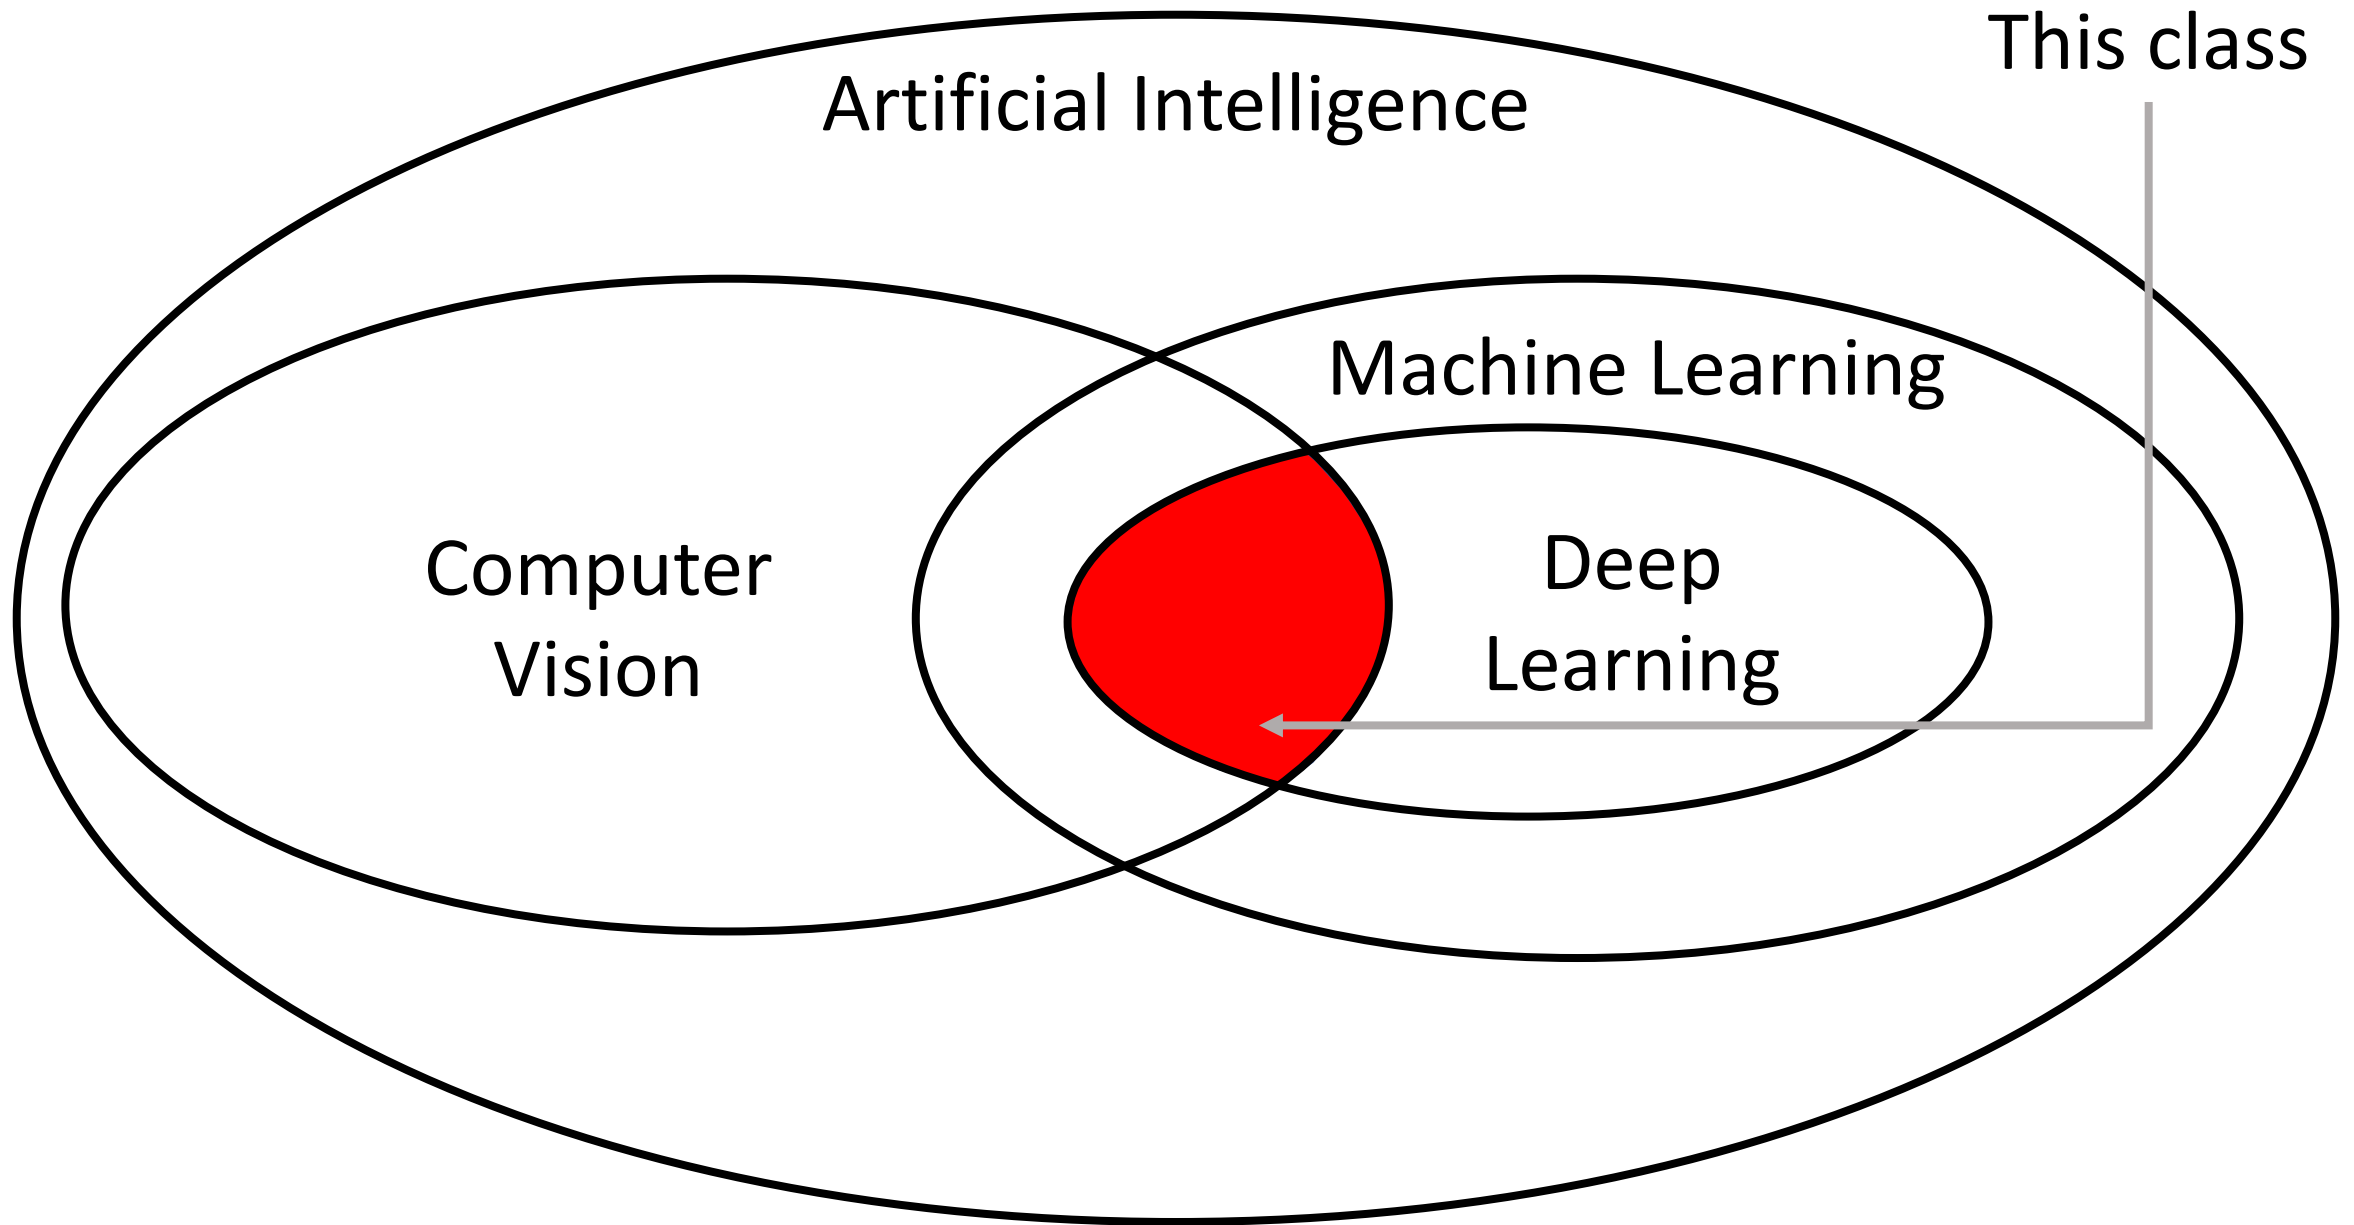 This class
Artificial Intelligence
Machine Learning
Computer
Vision
Deep
Learning